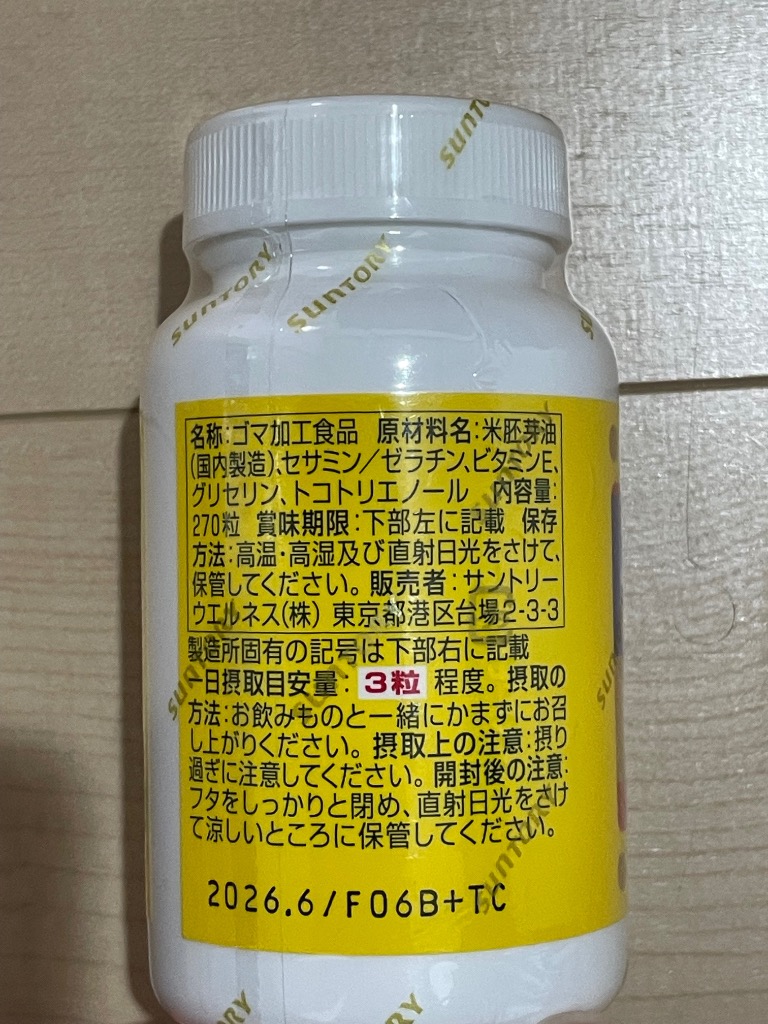 SUNTORY
SUNTORY
SUNTORY
名称:ゴマ加工食品 原材料名:米胚芽油
(国内製造)、セサミン/ゼラチン、ビタミンE、
グリセリン、トコトリエノール 内容量:
270粒 賞味期限:下部左に記載 保存
方法:高温・高湿及び直射日光をさけて、
保管してください。 販売者:サントリー
ウエルネス(株) 東京都港区台場2-3-3
製造所固有の記号は下部右に記載
一日摂取目安量: 3粒 程度。 摂取の
方法:お飲みものと一緒にかまずにお召
し上がりください。 摂取上の注意:摂り
過ぎに注意してください。 開封後の注意:
フタをしっかりと閉め、直射日光をさけ
て涼しいところに保管してください。
2026.6/F06B+TC